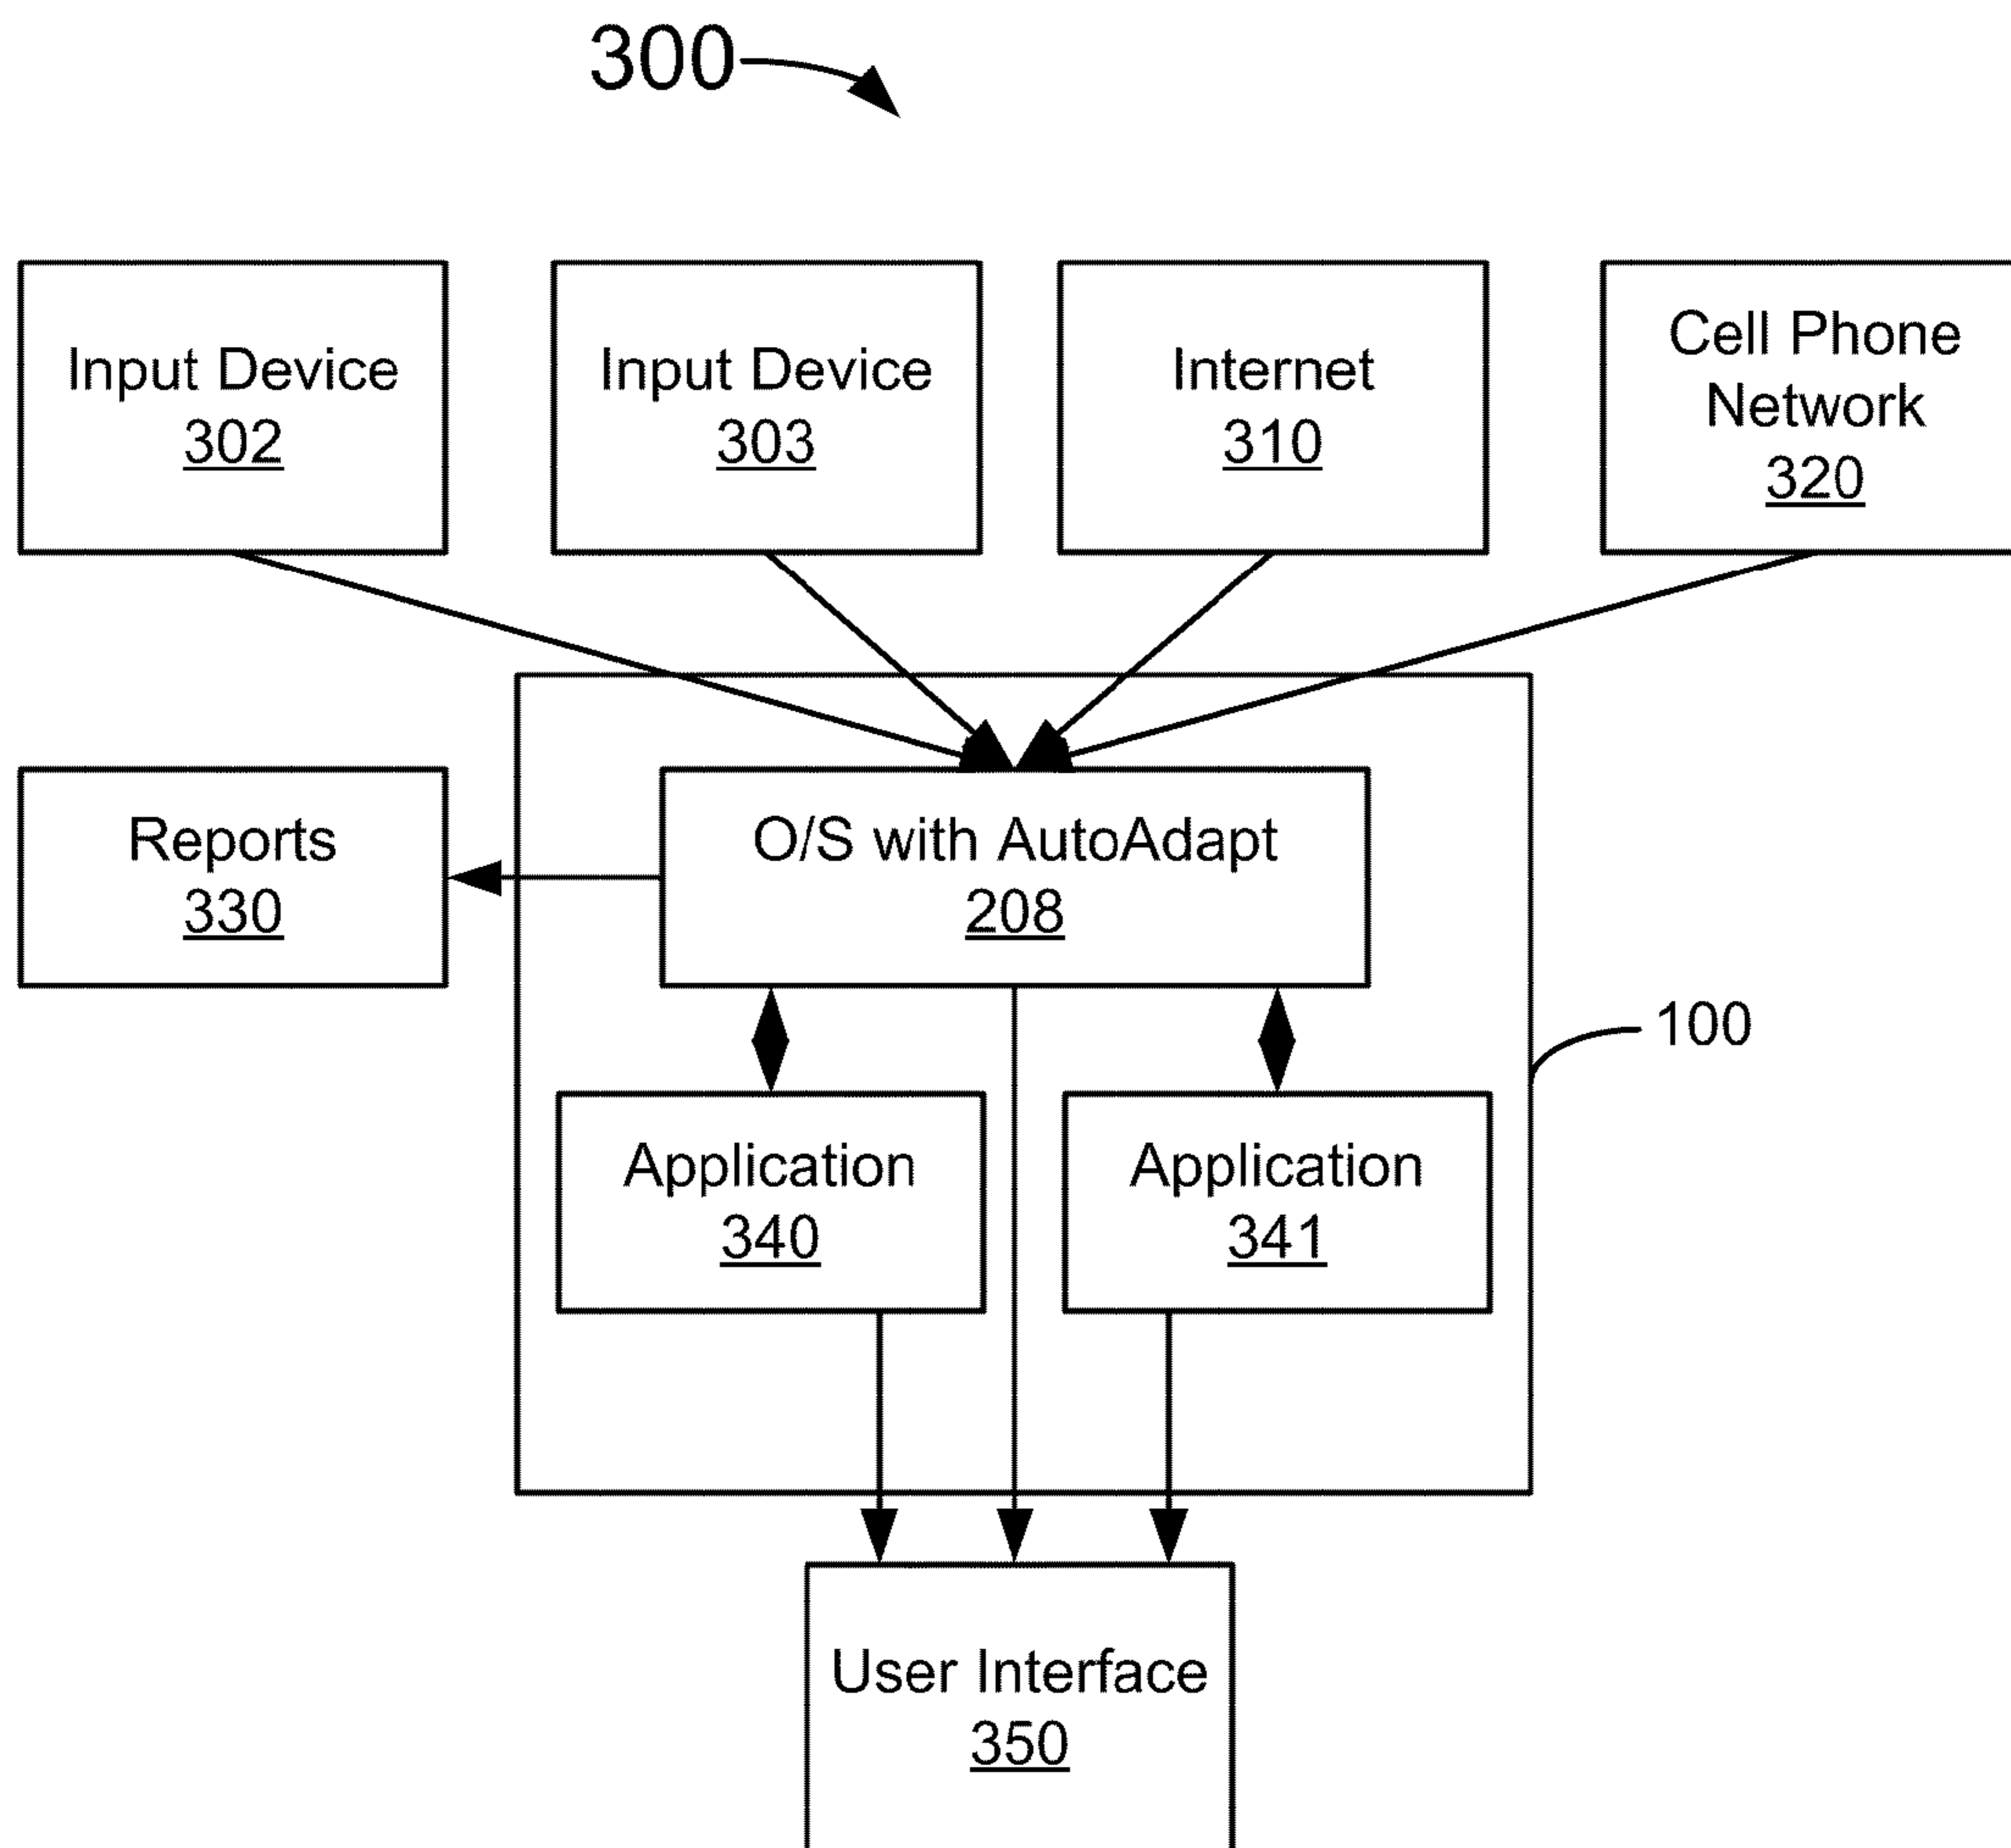 300
Input Device
302
Input Device
303
Internet
310
Cell Phone
Network
320
Reports
330
O/S with AutoAdapt
208
100
Application
340
Application
341
User Interface
350